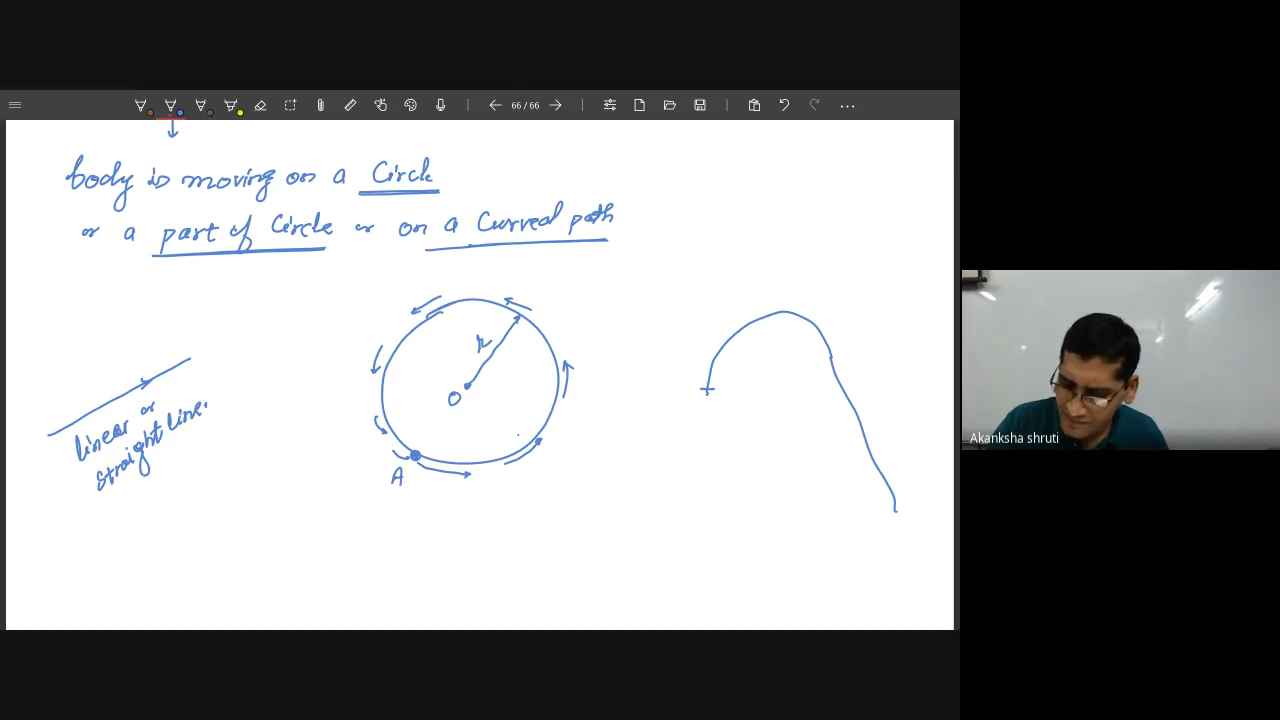 66/66
body is moving on a Circle
or a part of Circle or on a Curved path
r
O
linear or
straight line.
A
Akanksha shruti